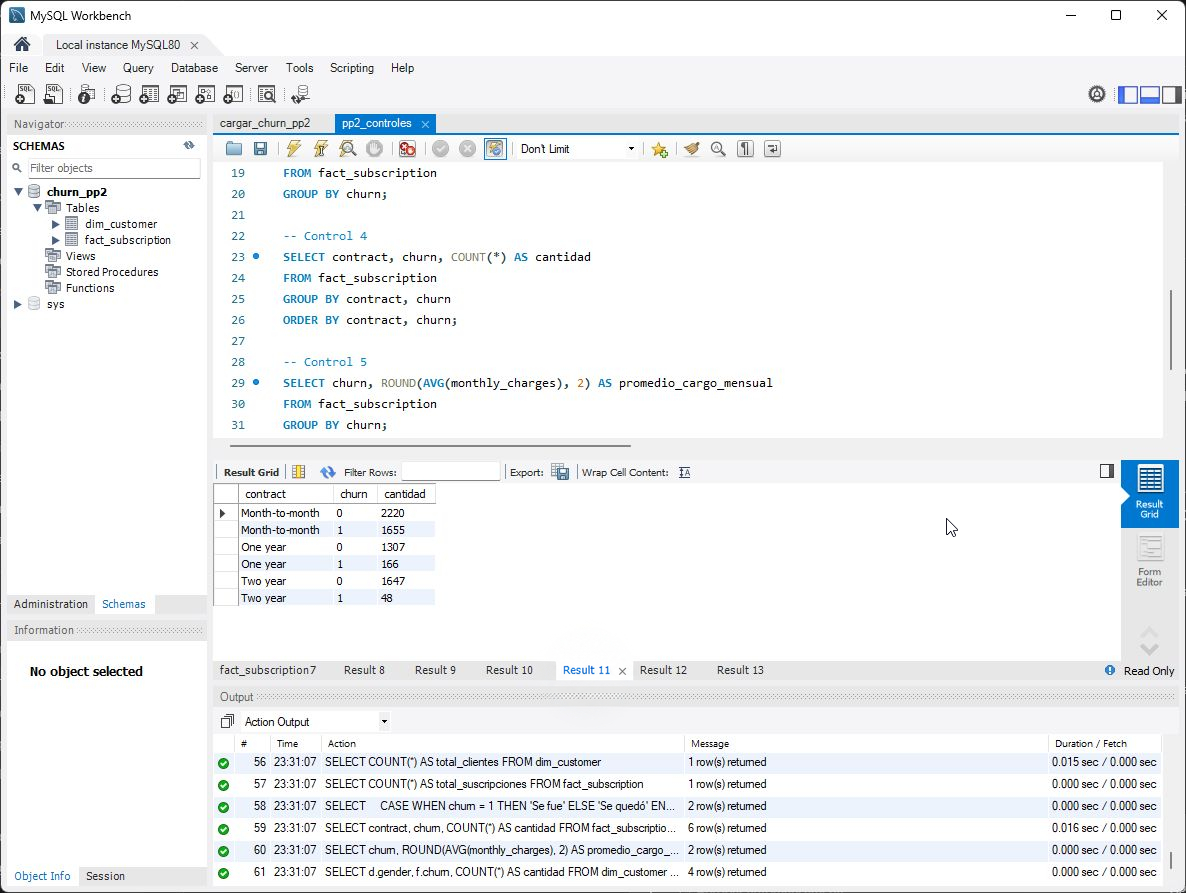 MySQL Workbench
Local instance MySQL80
File Edit View Query Database Server Tools Scripting Help
Navigator
SCHEMAS
Filter objects
churn_pp2
Tables
dim_customer
fact_subscription
Views
Stored Procedures
Functions
sys
Administration Schemas
Information
No object selected
Object Info Session
cargar_churn_pp2 pp2_controles
Don't Limit
19 FROM fact_subscription
20 GROUP BY churn;
21
22 -- Control 4
23 SELECT contract, churn, COUNT(*) AS cantidad
24 FROM fact_subscription
25 GROUP BY contract, churn
26 ORDER BY contract, churn;
27
28 -- Control 5
29 SELECT churn, ROUND(AVG(monthly_charges), 2) AS promedio_cargo_mensual
30 FROM fact_subscription
31 GROUP BY churn;
Result Grid Filter Rows: Export: Wrap Cell Content:
contract churn cantidad
Month-to-month 0 2220
Month-to-month 1 1655
One year 0 1307
One year 1 166
Two year 0 1647
Two year 1 48
Result
Grid
Form
Editor
fact_subscription7 Result 8 Result 9 Result 10 Result 11 Result 12 Result 13
Read Only
Output
Action Output
# Time Action Message Duration / Fetch
56 23:31:07 SELECT COUNT(*) AS total_clientes FROM dim_customer 1 row(s) returned 0.015 sec / 0.000 sec
57 23:31:07 SELECT COUNT(*) AS total_suscripciones FROM fact_subscription 1 row(s) returned 0.000 sec / 0.000 sec
58 23:31:07 SELECT CASE WHEN churn = 1 THEN 'Se fue' ELSE 'Se quedó' EN... 2 row(s) returned 0.000 sec / 0.000 sec
59 23:31:07 SELECT contract, churn, COUNT(*) AS cantidad FROM fact_subscriptio... 6 row(s) returned 0.016 sec / 0.000 sec
60 23:31:07 SELECT churn, ROUND(AVG(monthly_charges), 2) AS promedio_cargo_... 2 row(s) returned 0.000 sec / 0.000 sec
61 23:31:07 SELECT d.gender, f.churn, COUNT(*) AS cantidad FROM dim_customer ... 4 row(s) returned 0.000 sec / 0.000 sec